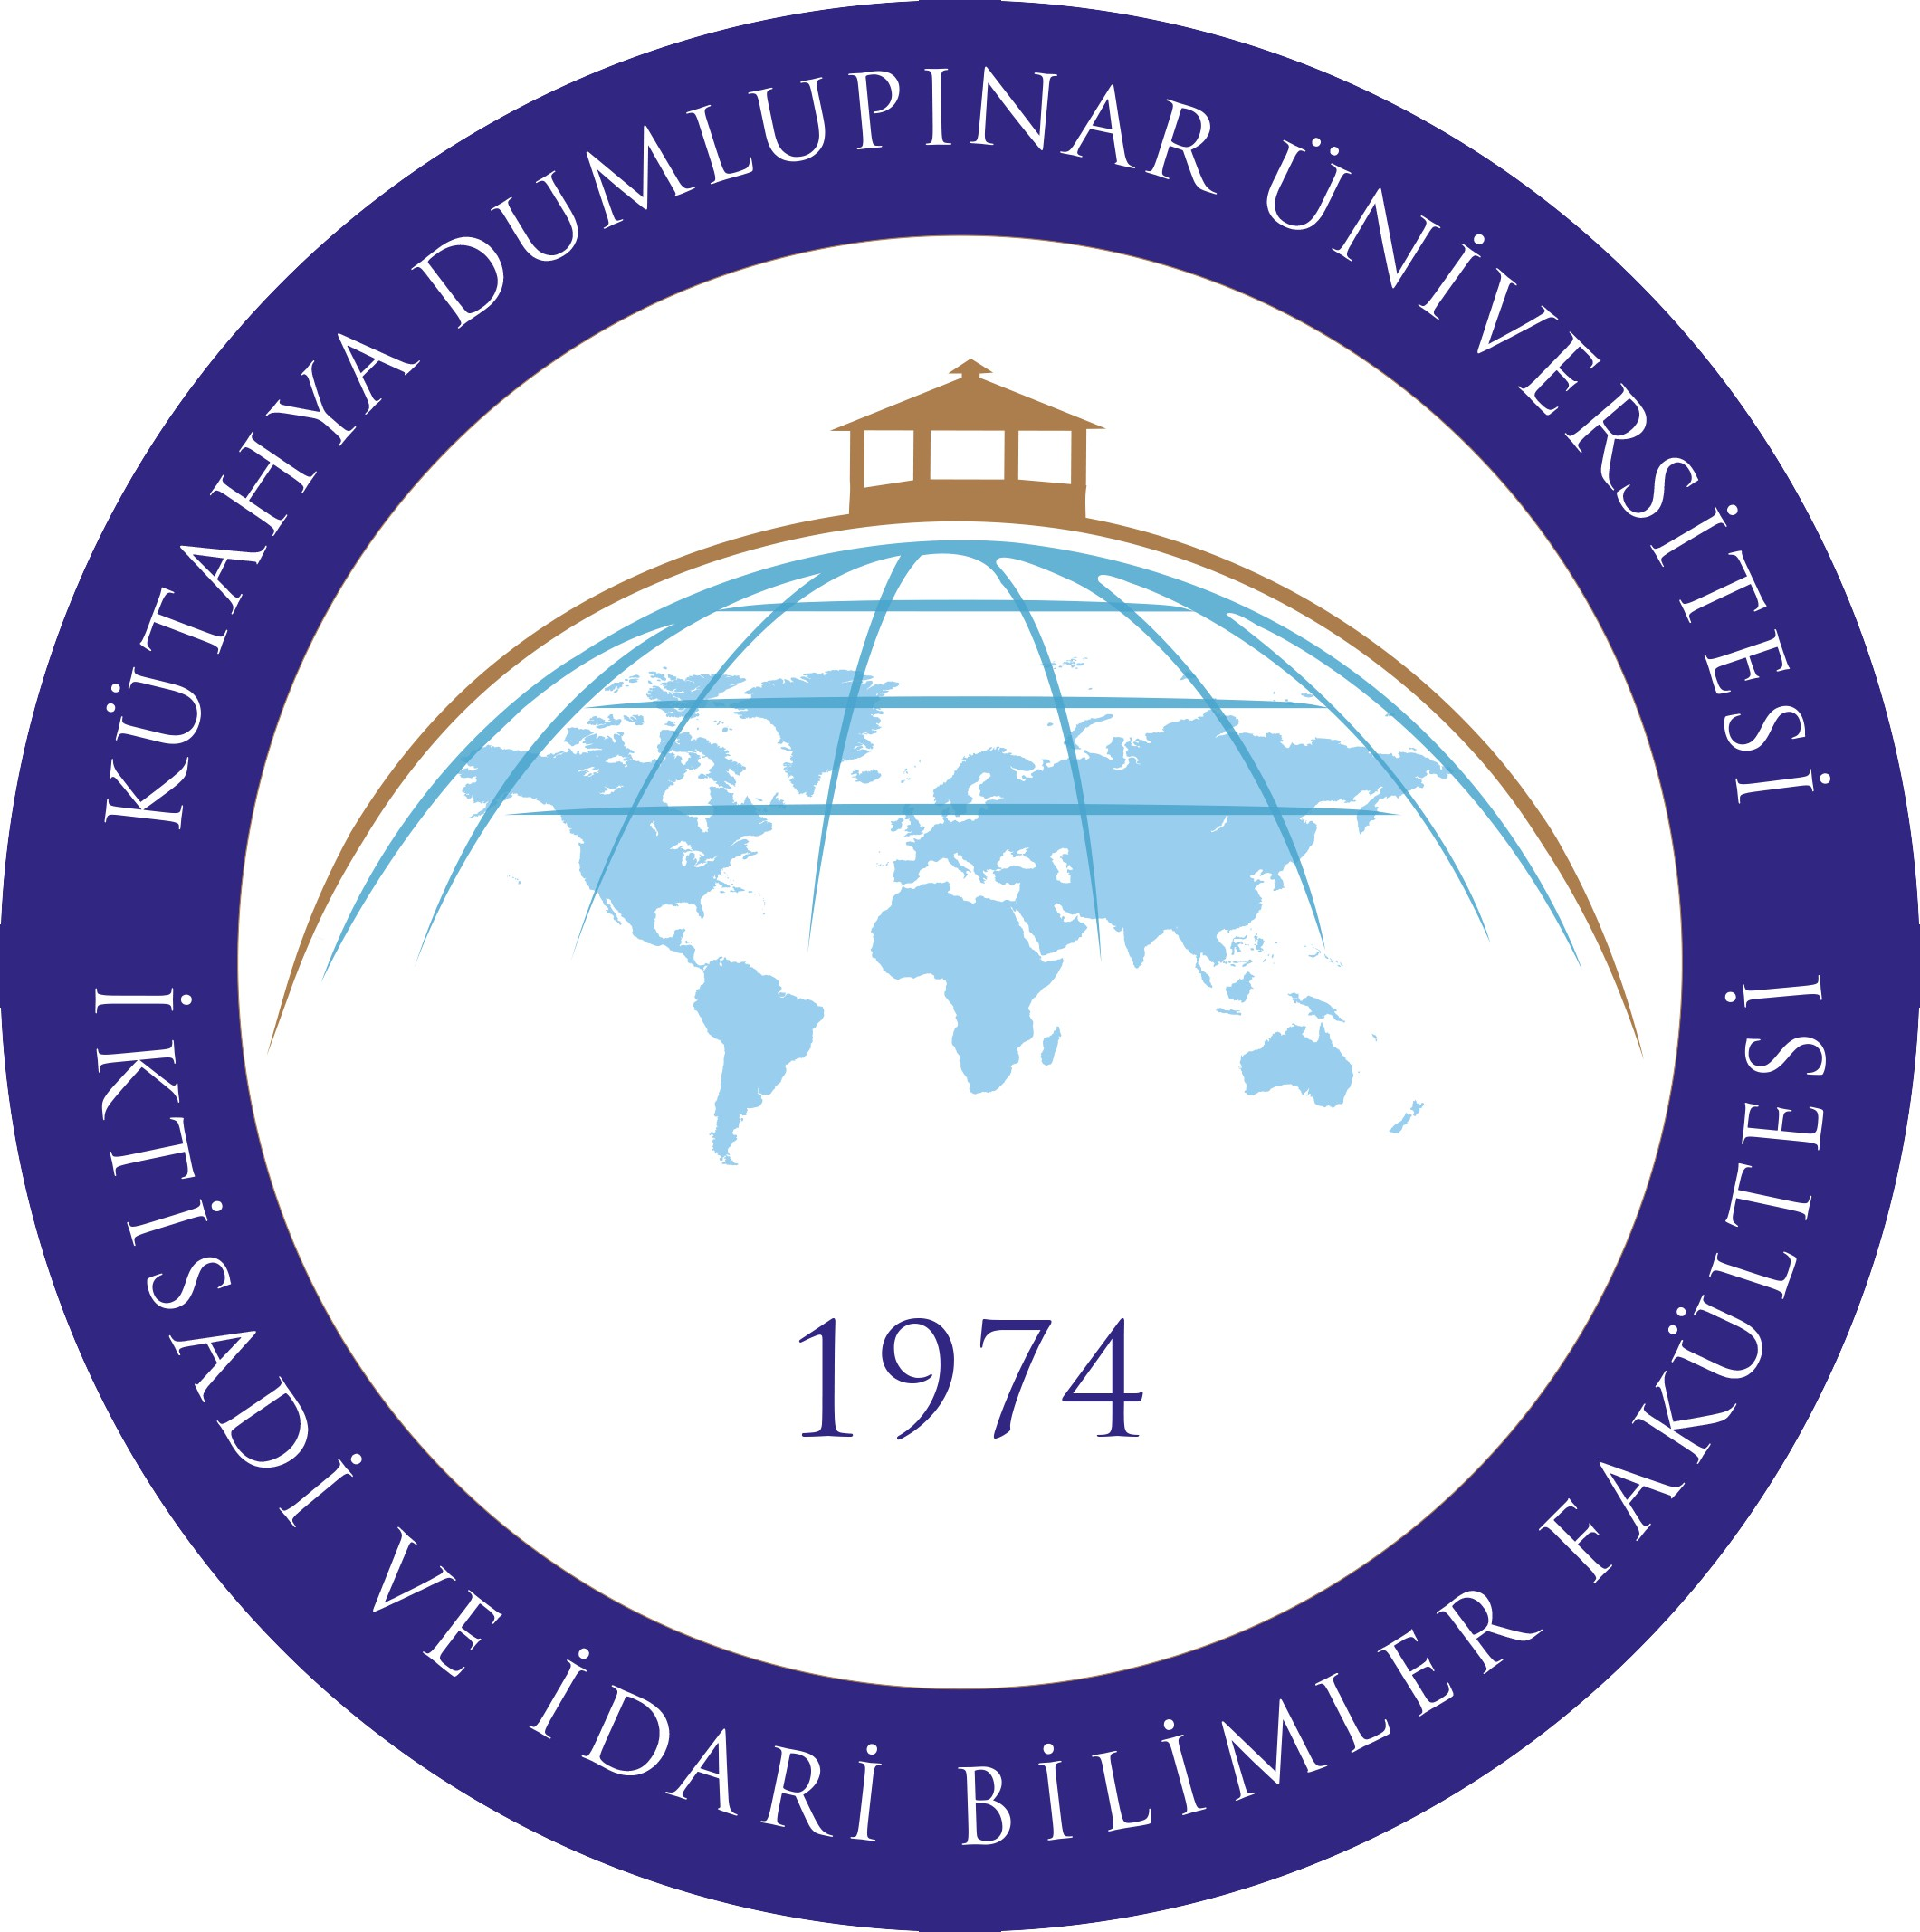 KÜTAHYA DUMLUPINAR ÜNİVERSİTESİ
1974
İKTİSADİ VE İDARİ BİLİMLER FAKÜLTESİ